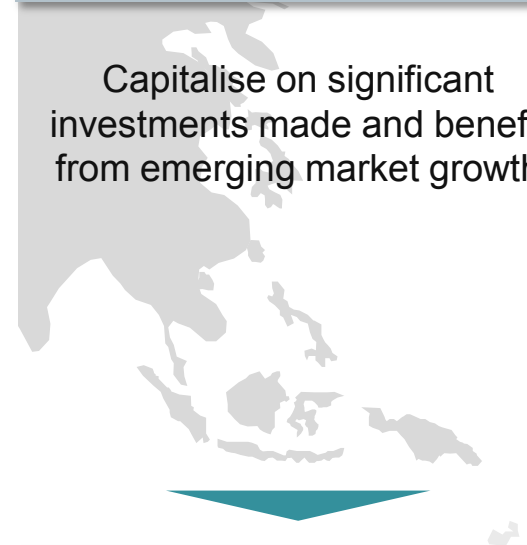 Capitalise on significant
investments made and benef
from emerging market growth